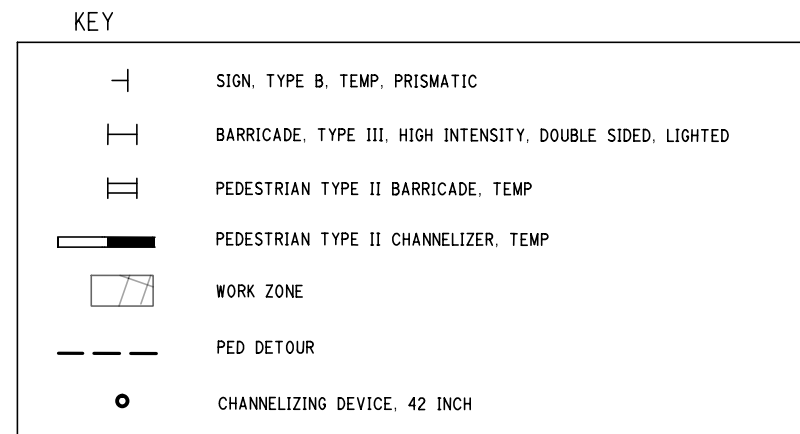 KEY
SIGN, TYPE B, TEMP, PRISMATIC
BARRICADE, TYPE III, HIGH INTENSITY, DOUBLE SIDED, LIGHTED
PEDESTRIAN TYPE II BARRICADE, TEMP
PEDESTRIAN TYPE II CHANNELIZER, TEMP
WORK ZONE
PED DETOUR
CHANNELIZING DEVICE, 42 INCH